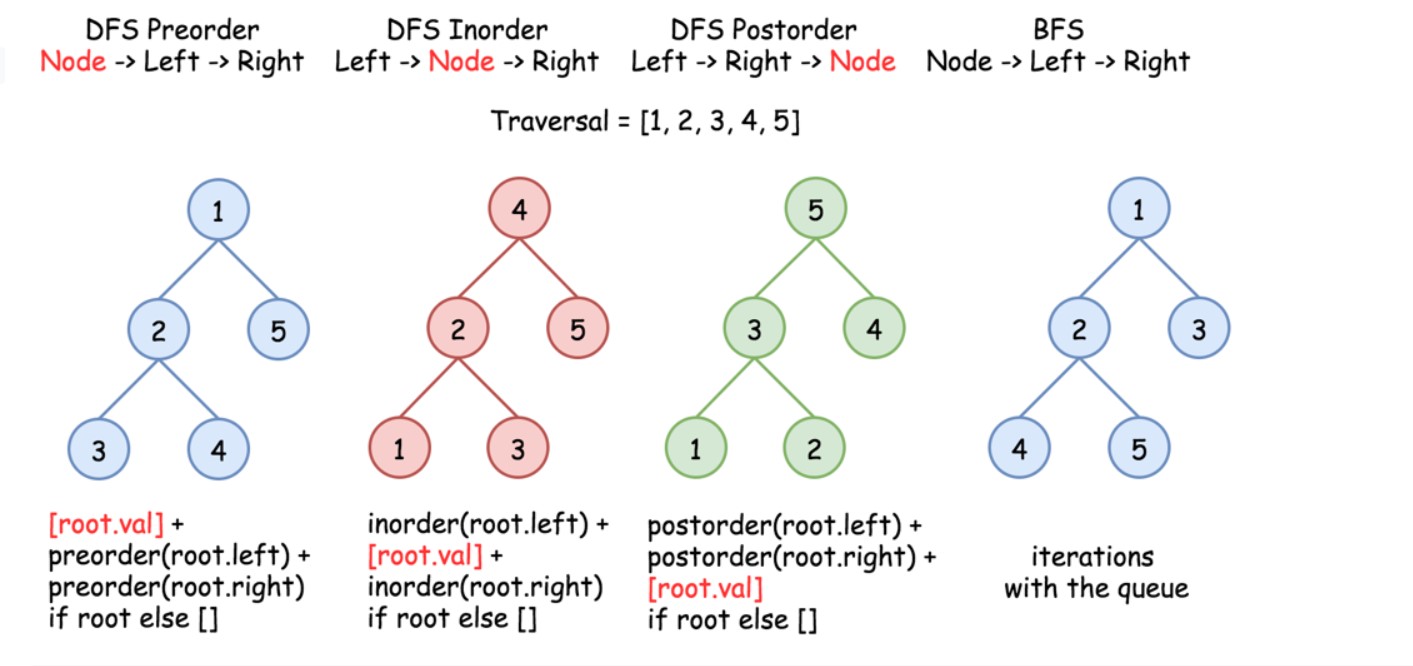 DFS Preorder
Node -> Left -> Right
DFS Inorder
Left -> Node -> Right
DFS Postorder
Left -> Right -> Node
BFS
Node -> Left -> Right
Traversal = [1, 2, 3, 4, 5]
1
2
5
3
4
4
2
5
1
3
5
3
4
1
2
1
2
3
4
5
[root.val] +
preorder(root.left) +
preorder(root.right)
if root else []
inorder(root.left) +
[root.val] +
inorder(root.right)
if root else []
postorder(root.left) +
postorder(root.right) +
[root.val]
if root else []
iterations
with the queue